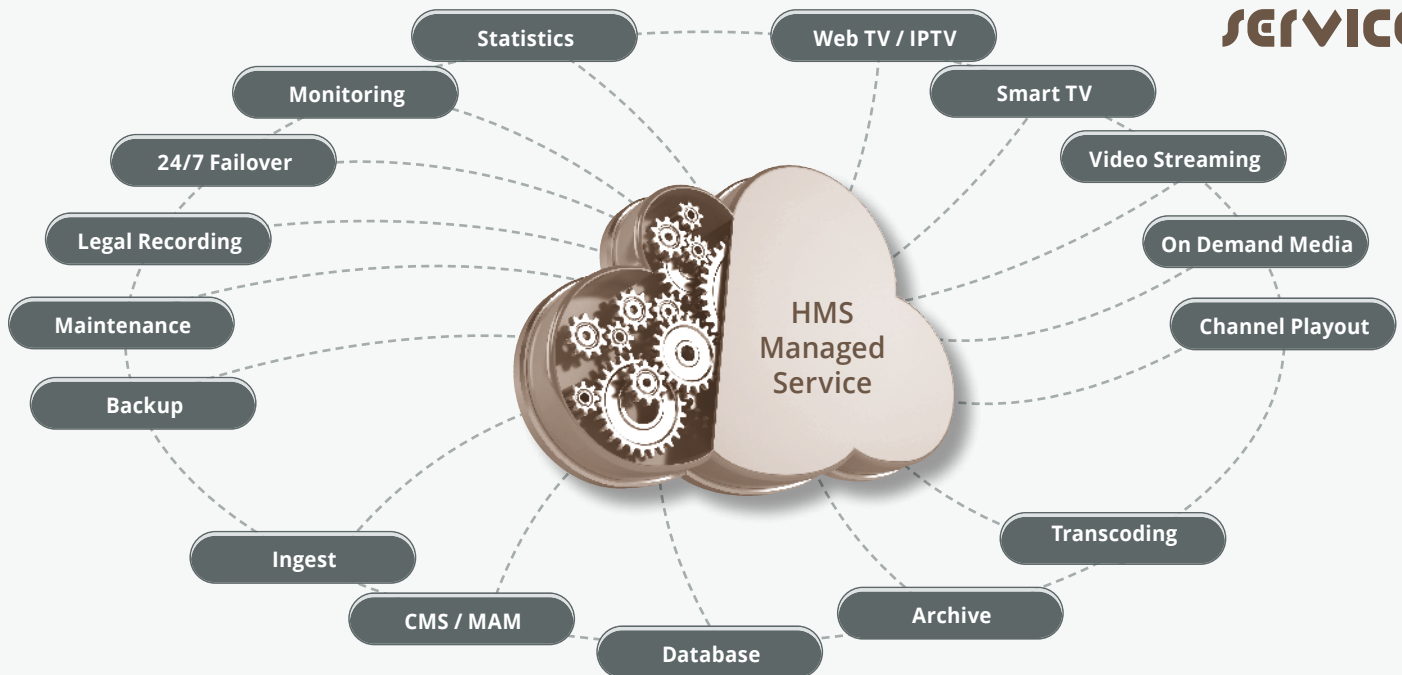 service
Statistics
Web TV / IPTV
Monitoring
Smart TV
24/7 Failover
Video Streaming
Legal Recording
On Demand Media
Maintenance
Channel Playout
HMS
Managed
Service
Backup
Ingest
Transcoding
CMS / MAM
Archive
Database